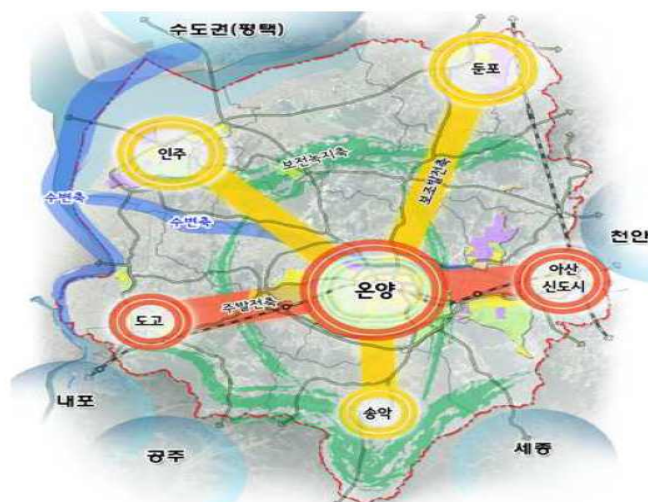 수도권(평택)
둔포
인주
보전녹지축
보조발전축
수변축
수변축
천안
온양
아산
신도시
도고
주발전축
내포
송악
공주
세종